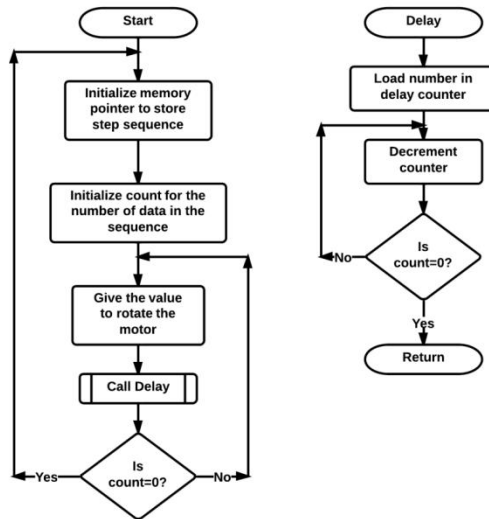 Start
Initialize memory
pointer to store
step sequence
Initialize count for the
number of data in the
sequence
Give the value
to rotate the
motor
Call Delay
Is
count=0?
Yes
No
Delay
Load number in
delay counter
Decrement
counter
Is
count=0?
No
Yes
Return